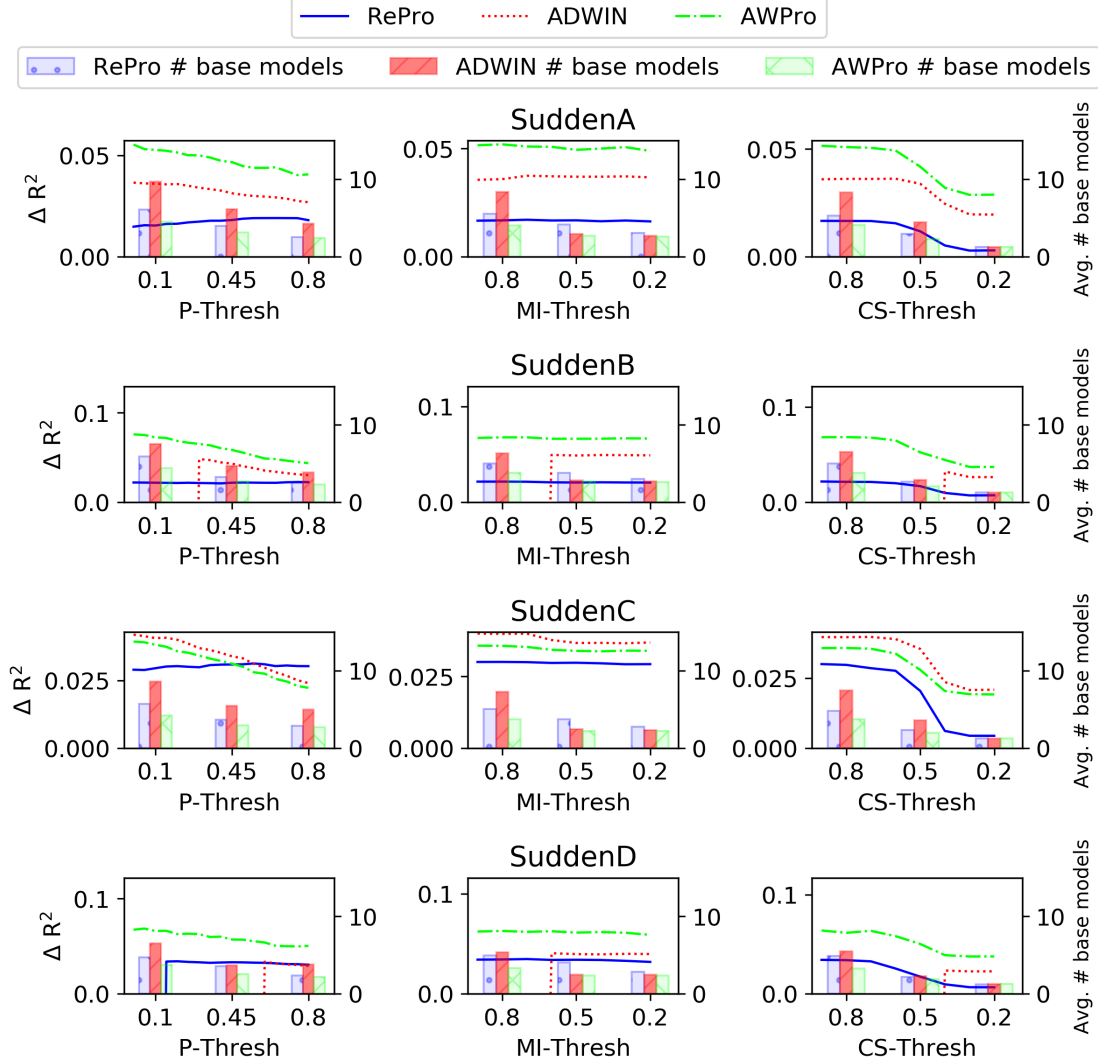 RePro ADWIN AWPro
RePro # base models ADWIN # base models AWPro # base models
SuddenA
Δ R²
0.05
0.00
10
0
0.1 0.45 0.8
P-Thresh
0.05
0.00
10
0
0.8 0.5 0.2
MI-Thresh
0.05
0.00
10
0
0.8 0.5 0.2
CS-Thresh
Avg. # base models
SuddenB
Δ R²
0.1
0.0
10
0
0.1 0.45 0.8
P-Thresh
0.1
0.0
10
0
0.8 0.5 0.2
MI-Thresh
0.1
0.0
10
0
0.8 0.5 0.2
CS-Thresh
Avg. # base models
SuddenC
Δ R²
0.025
0.000
10
0
0.1 0.45 0.8
P-Thresh
0.025
0.000
10
0
0.8 0.5 0.2
MI-Thresh
0.025
0.000
10
0
0.8 0.5 0.2
CS-Thresh
Avg. # base models
SuddenD
Δ R²
0.1
0.0
10
0
0.1 0.45 0.8
P-Thresh
0.1
0.0
10
0
0.8 0.5 0.2
MI-Thresh
0.1
0.0
10
0
0.8 0.5 0.2
CS-Thresh
Avg. # base models